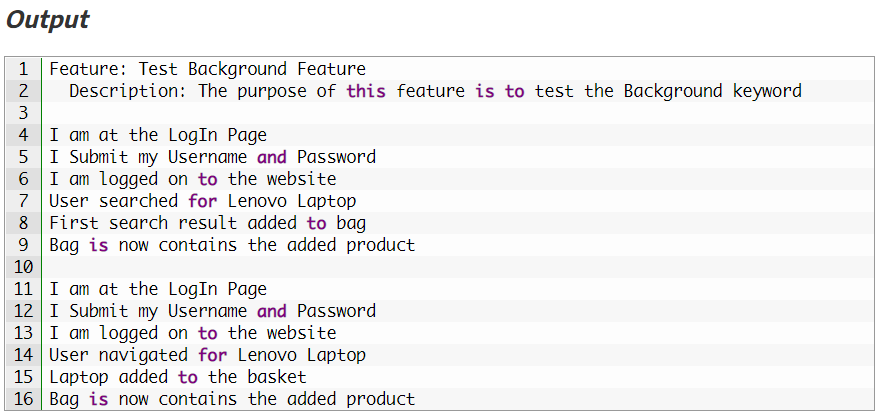 Output
1 Feature: Test Background Feature
2 Description: The purpose of this feature is to test the Background keyword
3
4 I am at the LogIn Page
5 I Submit my Username and Password
6 I am logged on to the website
7 User searched for Lenovo Laptop
8 First search result added to bag
9 Bag is now contains the added product
10
11 I am at the LogIn Page
12 I Submit my Username and Password
13 I am logged on to the website
14 User navigated for Lenovo Laptop
15 Laptop added to the basket
16 Bag is now contains the added product